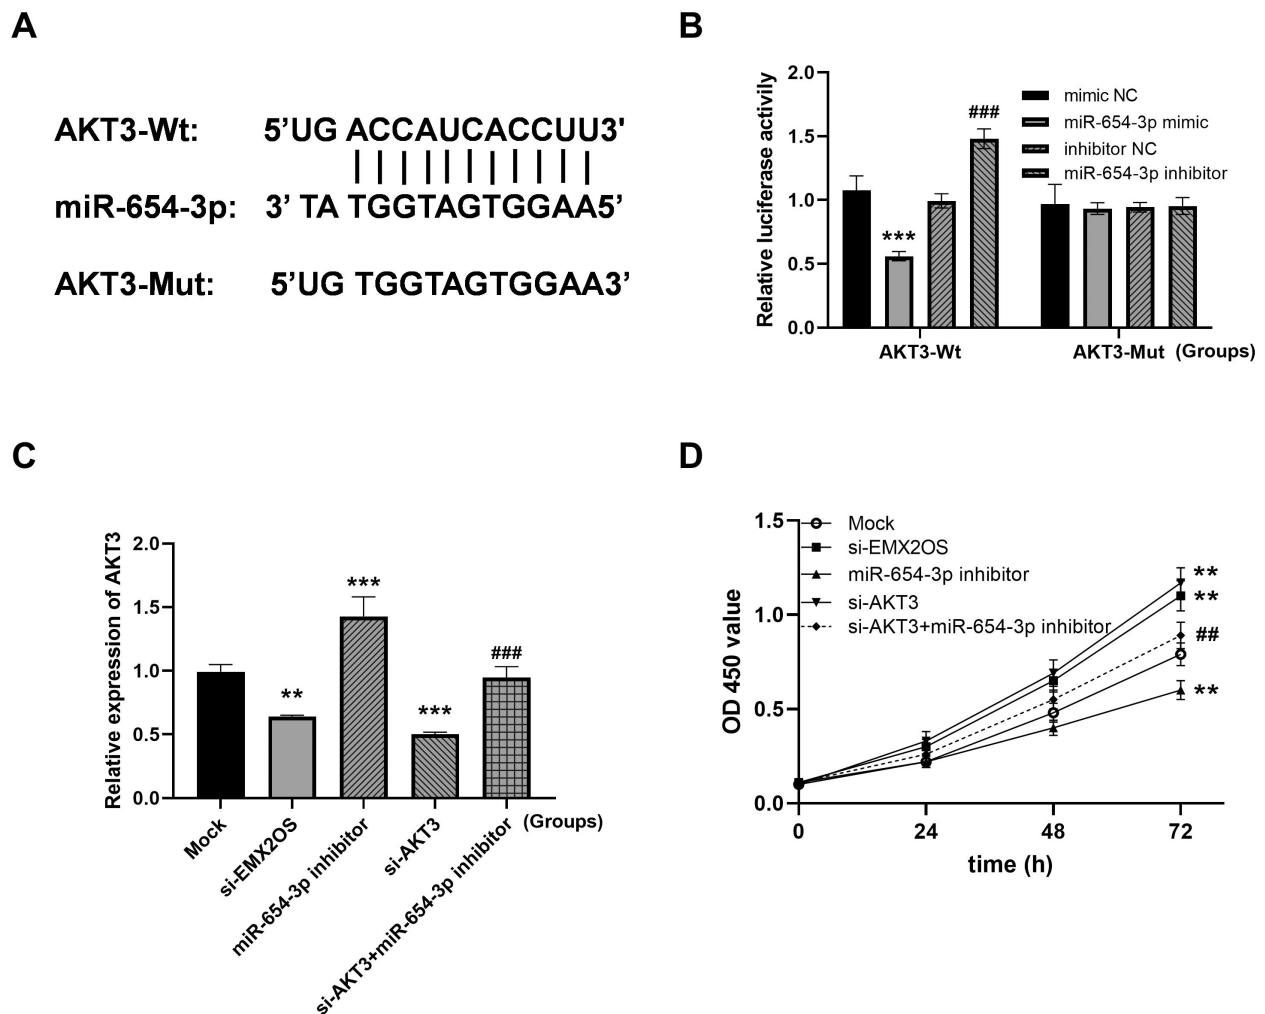 A
AKT3-Wt: 5’UG ACCAUCACCUU3'
miR-654-3p: 3’ TA TGGTAGTGGAA5’
AKT3-Mut: 5’UG TGGTAGTGGAA3’
B
Relative luciferase activily
2.0
1.5
1.0
0.5
0.0
***
###
mimic NC
miR-654-3p mimic
inhibitor NC
miR-654-3p inhibitor
AKT3-Wt
AKT3-Mut
(Groups)
C
Relative expression of AKT3
2.0
1.5
1.0
0.5
0.0
**
***
***
###
Mock
si-EMX2OS
miR-654-3p inhibitor
si-AKT3
si-AKT3+miR-654-3p inhibitor
(Groups)
D
OD 450 value
1.5
1.0
0.5
0.0
Mock
si-EMX2OS
miR-654-3p inhibitor
si-AKT3
si-AKT3+miR-654-3p inhibitor
**
**
##
**
0
24
48
72
time (h)